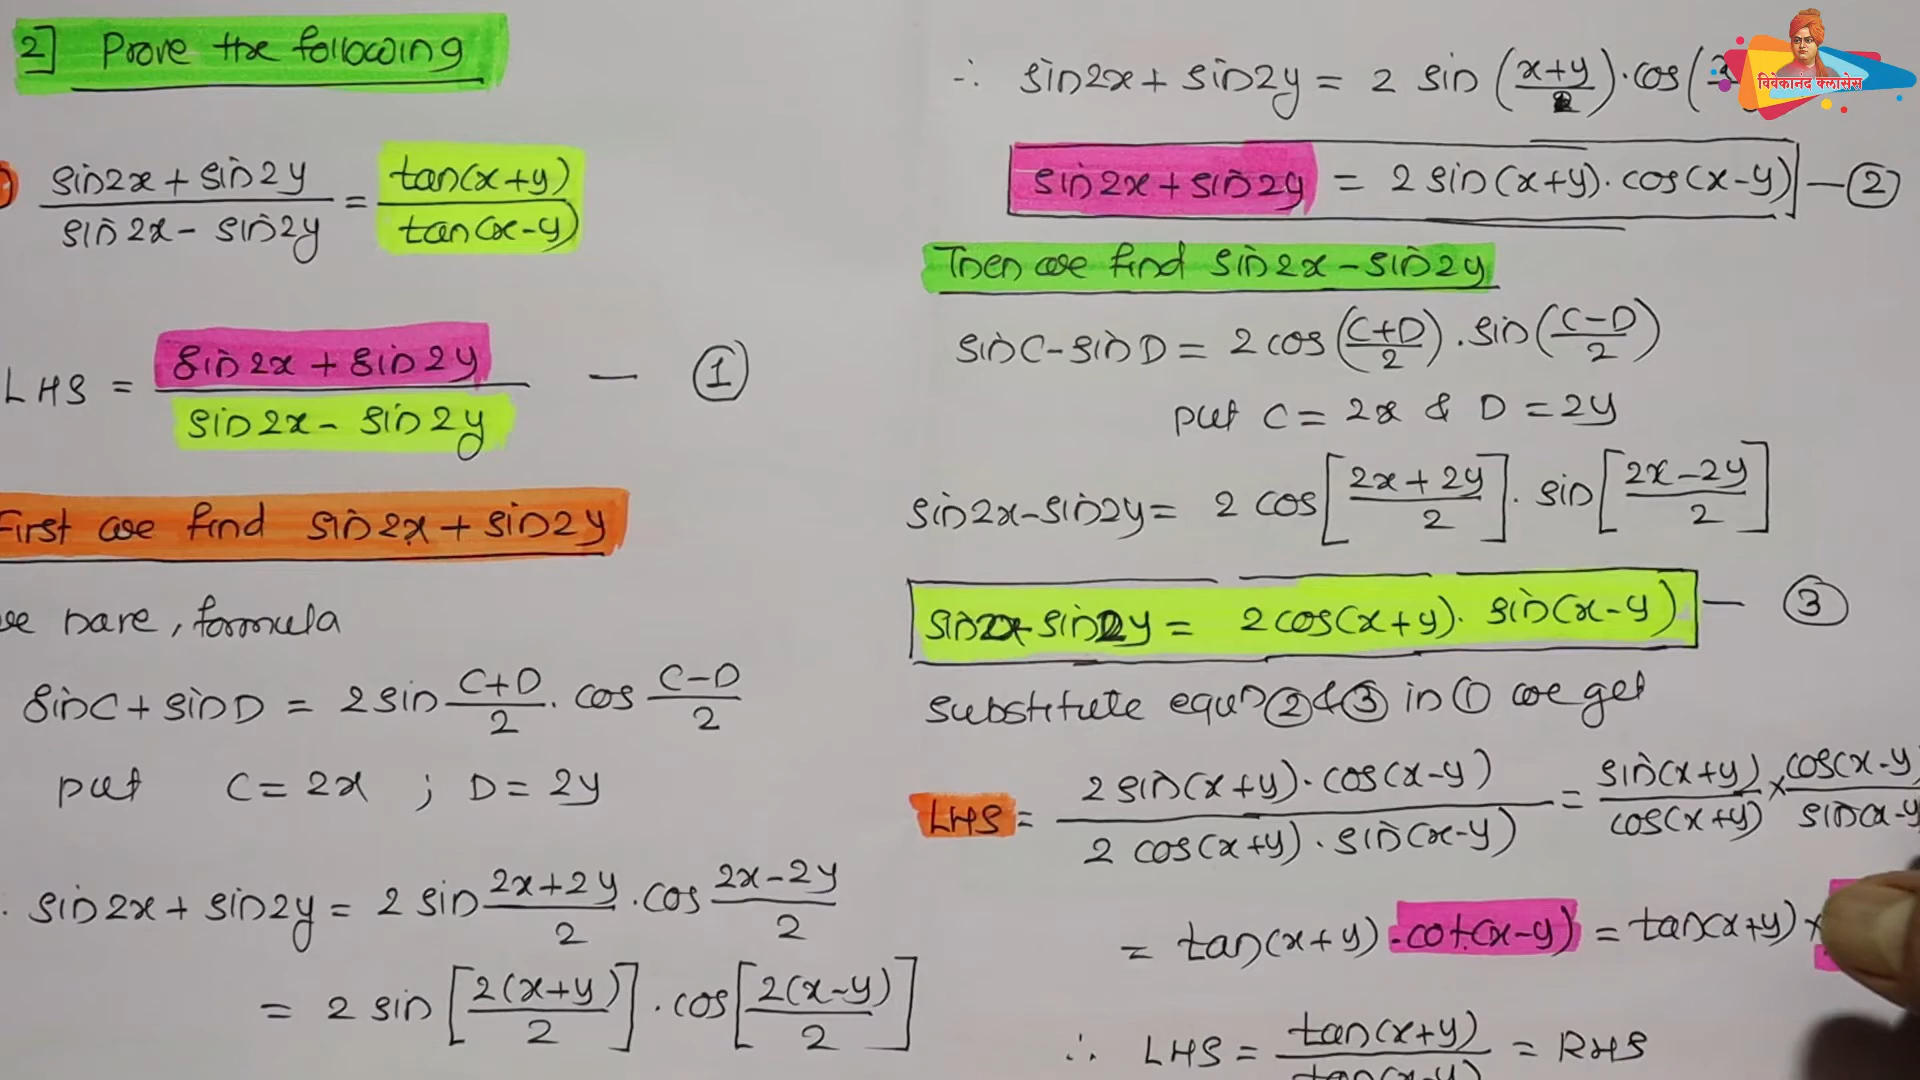 2] Prove the following
sin2x + sin2y / sin2x - sin2y = tan(x+y) / tan(x-y)
LHS = sin2x + sin2y / sin2x - sin2y — ①
First we find sin2x + sin2y
have, formula
sinC + sinD = 2 sin C+D/2 . cos C-D/2
put C = 2x ; D = 2y
sin2x + sin2y = 2 sin 2x+2y/2 . cos 2x-2y/2
= 2 sin [2(x+y)/2] . cos [2(x-y)/2]
∴ sin2x + sin2y = 2 sin (x+y/2) . cos (
sin2x + sin2y = 2 sin(x+y) . cos(x-y) — ②
Then we find sin2x - sin2y
sinC - sinD = 2 cos (C+D/2) . sin (C-D/2)
put C = 2x & D = 2y
sin2x - sin2y = 2 cos [2x+2y/2] . sin [2x-2y/2]
sin2x - sin2y = 2 cos(x+y) . sin(x-y) — ③
substitute equn ② & ③ in ① we get
LHS = 2 sin(x+y) . cos(x-y) / 2 cos(x+y) . sin(x-y) = sin(x+y) / cos(x+y) × cos(x-y) / sin(x-y
= tan(x+y) . cot(x-y) = tan(x+y) ×
∴ LHS = tan(x+y) / tan(x-y) = RHS
विवेकानंद क्लासेस